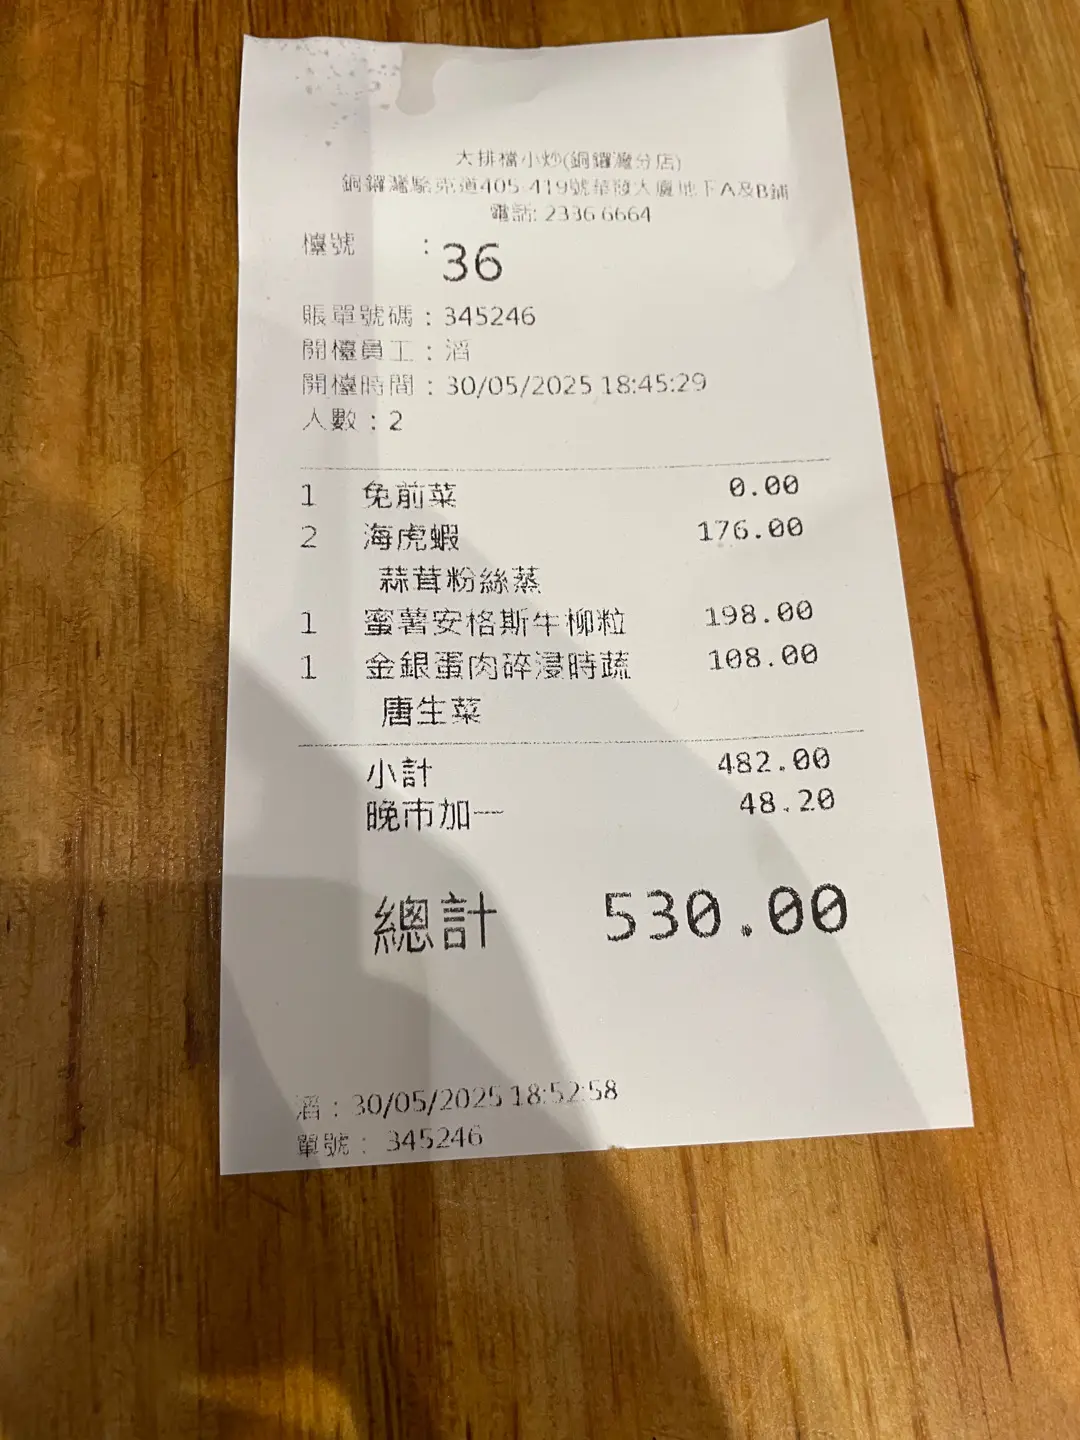 大排檔小炒(銅鑼灣分店)
銅鑼灣駱克道405-419號華發大廈地下A及B鋪
電話: 2336 6664
檯號 : 36
賬單號碼 : 345246
開檯員工 : 滔
開檯時間 : 30/05/2025 18:45:29
人數 : 2
1 免前菜 0.00
2 海虎蝦 176.00
蒜茸粉絲蒸
1 蜜薯安格斯牛柳粒 198.00
1 金銀蛋肉碎浸時蔬 108.00
唐生菜
小計 482.00
晚市加一 48.20
總計 530.00
滔 : 30/05/2025 18:52:58
單號 : 345246